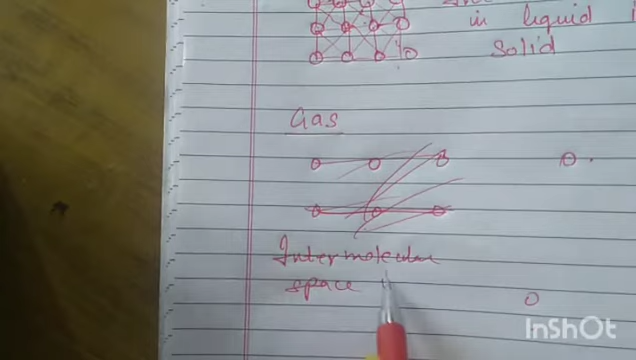 in liquid
solid
Gas
Intermolecular
space
InShOt